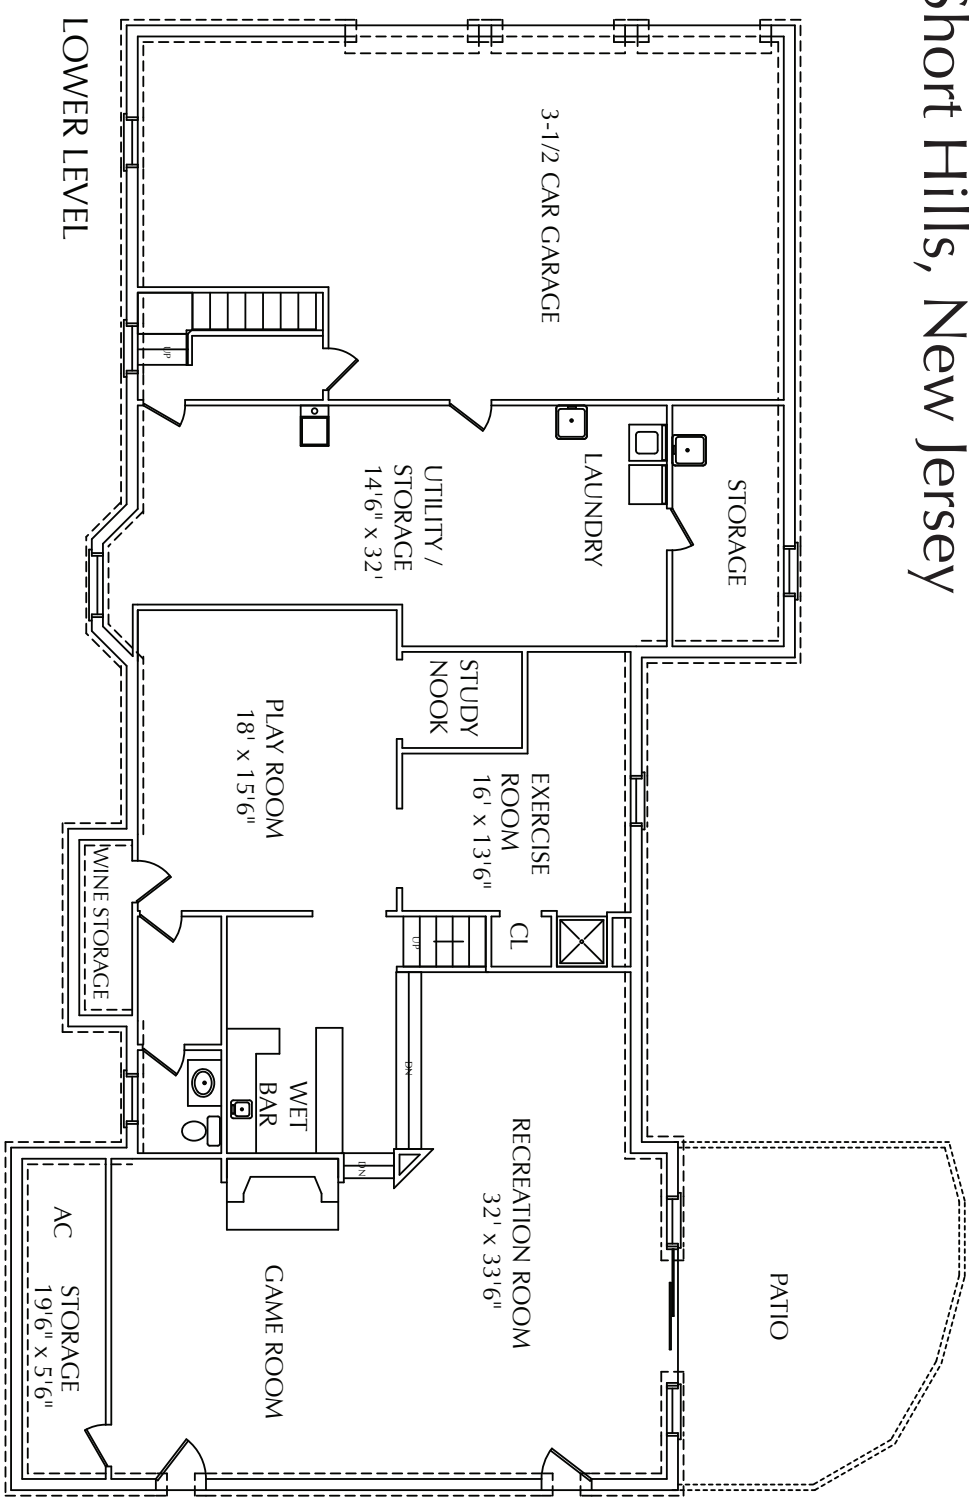 Short Hills, New Jersey
LOWER LEVEL
3-1/2 CAR GARAGE
UP
STORAGE
LAUNDRY
UTILITY /
STORAGE
14'6" x 32'
STUDY
NOOK
EXERCISE
ROOM
16' x 13'6"
PLAY ROOM
18' x 15'6"
WINE STORAGE
CL
UP
DN
WET
BAR
DN
RECREATION ROOM
32' x 33'6"
GAME ROOM
PATIO
AC
STORAGE
19'6" x 5'6"